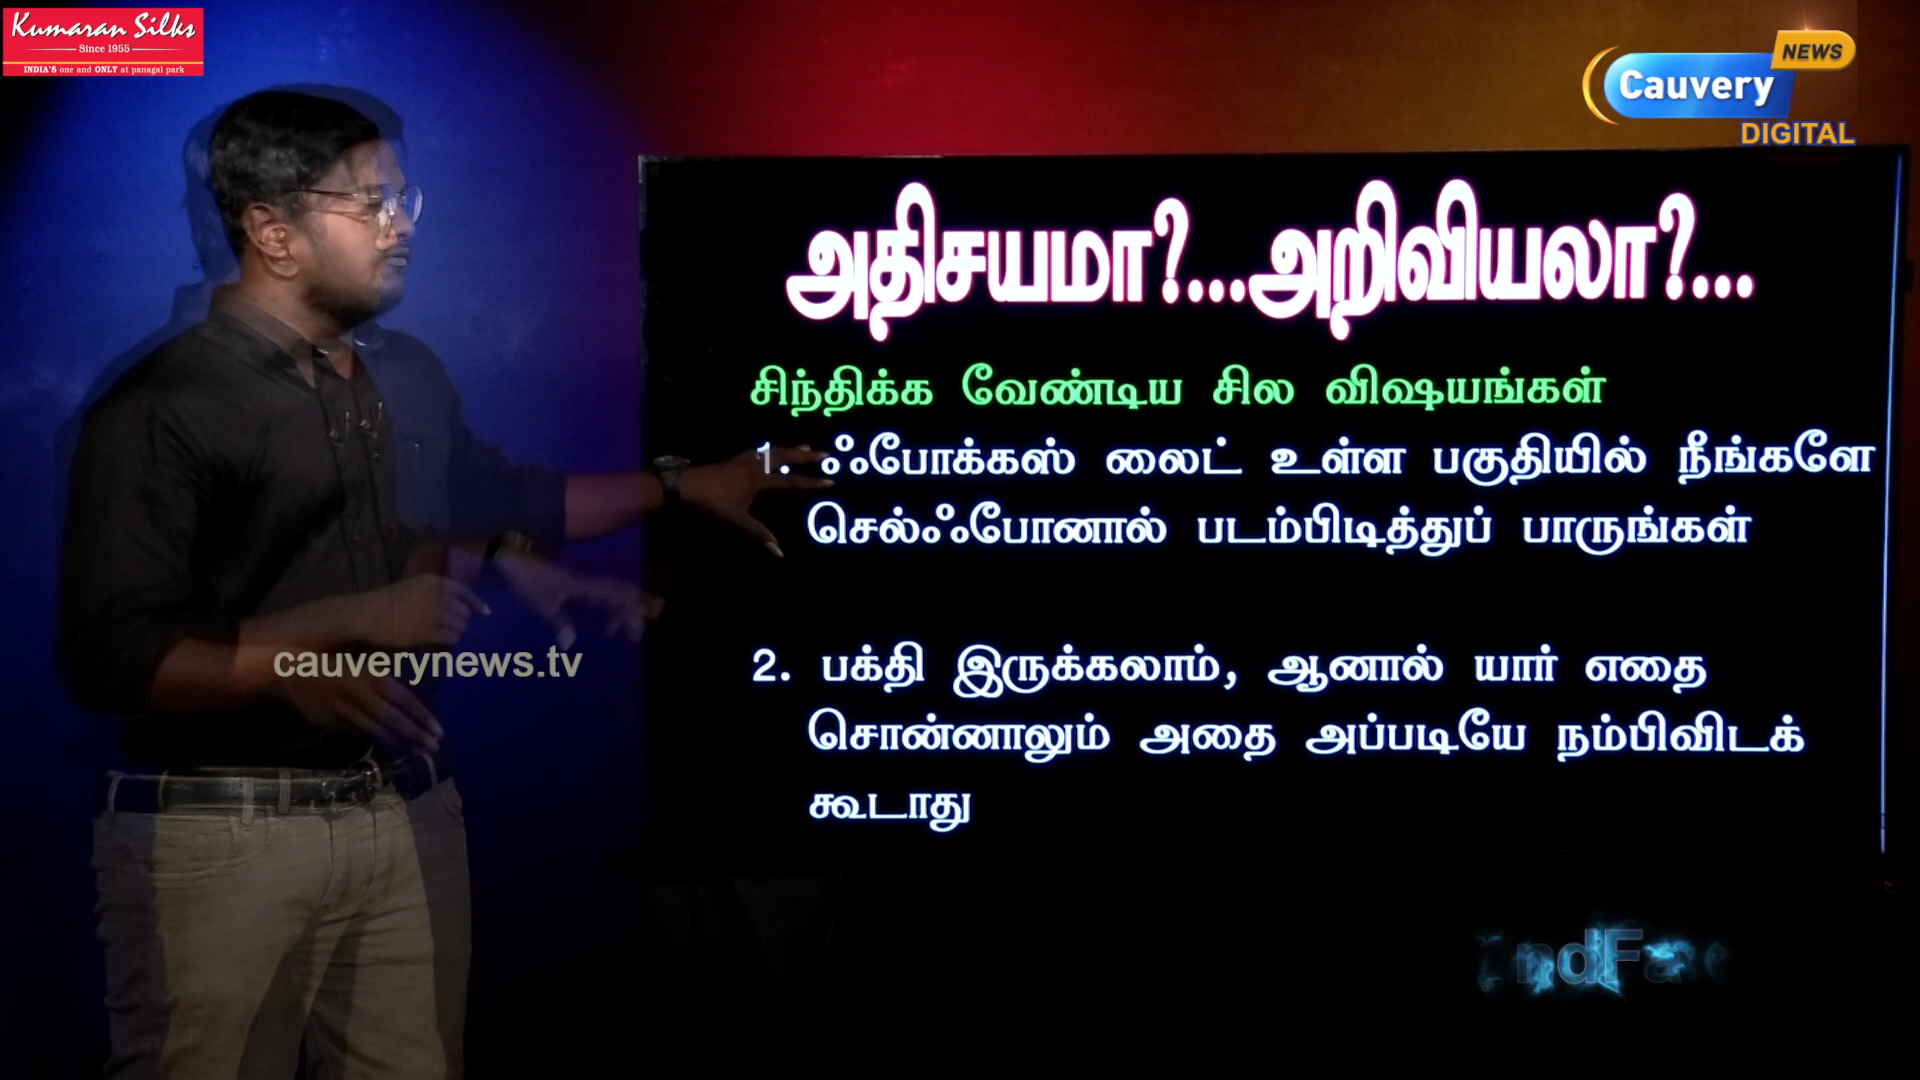 Kumaran Silks
Since 1955
INDIA'S one and ONLY at panagal park
NEWS
Cauvery
DIGITAL
அதிசயமா?...அறிவியலா?...
சிந்திக்க வேண்டிய சில விஷயங்கள்
1. ஃபோக்கஸ் லைட் உள்ள பகுதியில் நீங்களே
செல்ஃபோனால் படம்பிடித்துப் பாருங்கள்
2. பக்தி இருக்கலாம், ஆனால் யார் எதை
சொன்னாலும் அதை அப்படியே நம்பிவிடக்
கூடாது
cauverynews.tv